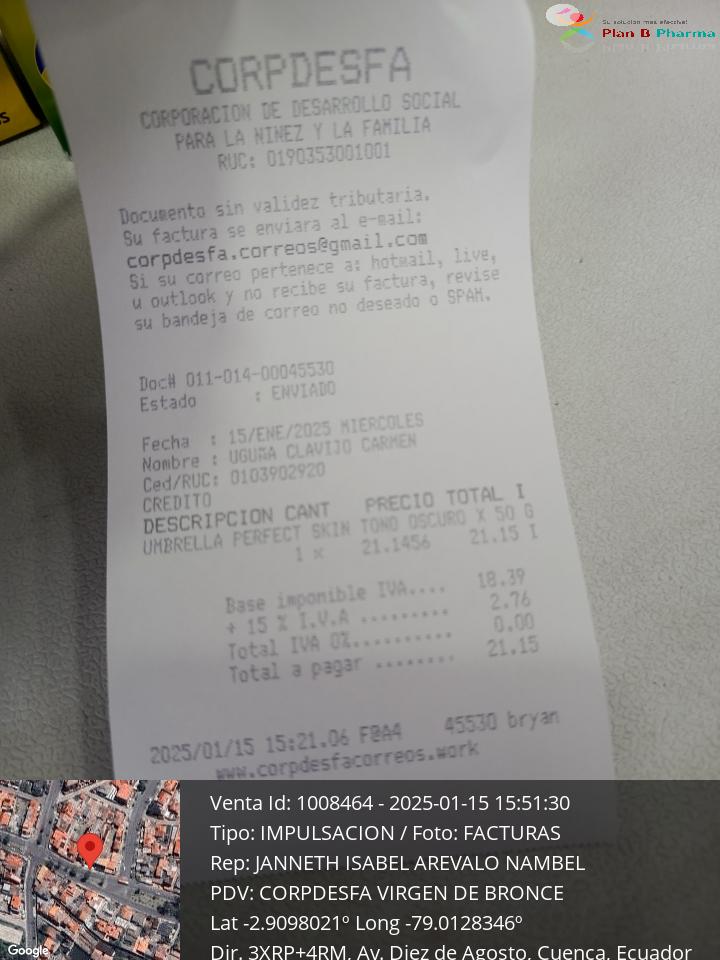 Su solucion mas efectiva!
Plan B Pharma
CORPDESFA
CORPORACION DE DESARROLLO SOCIAL
PARA LA NINEZ Y LA FAMILIA
RUC: 0190353001001
Documento sin validez tributaria.
Su factura se enviara al e-mail:
corpdesfa.correos@gmail.com
Si su correo pertenece a: hotmail, live,
u outlook y no recibe su factura, revise
su bandeja de correo no deseado o SPAM.
Doc# 011-014-00045530
Estado : ENVIADO
Fecha : 15/ENE/2025 MIERCOLES
Nombre : UGUÑA CLAVIJO CARMEN
Ced/RUC: 0103902920
CREDITO
DESCRIPCION CANT PRECIO TOTAL I
UMBRELLA PERFECT SKIN TONO OSCURO X 50 G
1 x 21.1456 21.15 I
Base imponible IVA.... 18.39
+ 15 % I.V.A ......... 2.76
Total IVA 0%.......... 0.00
Total a pagar ........ 21.15
2025/01/15 15:21.06 F@A4 45530 bryan
www.corpdesfacorreos.work
Venta Id: 1008464 - 2025-01-15 15:51:30
Tipo: IMPULSACION / Foto: FACTURAS
Rep: JANNETH ISABEL AREVALO NAMBEL
PDV: CORPDESFA VIRGEN DE BRONCE
Lat -2.9098021º Long -79.0128346º
Dir. 3XRP+4RM, Av. Diez de Agosto, Cuenca, Ecuador
Google